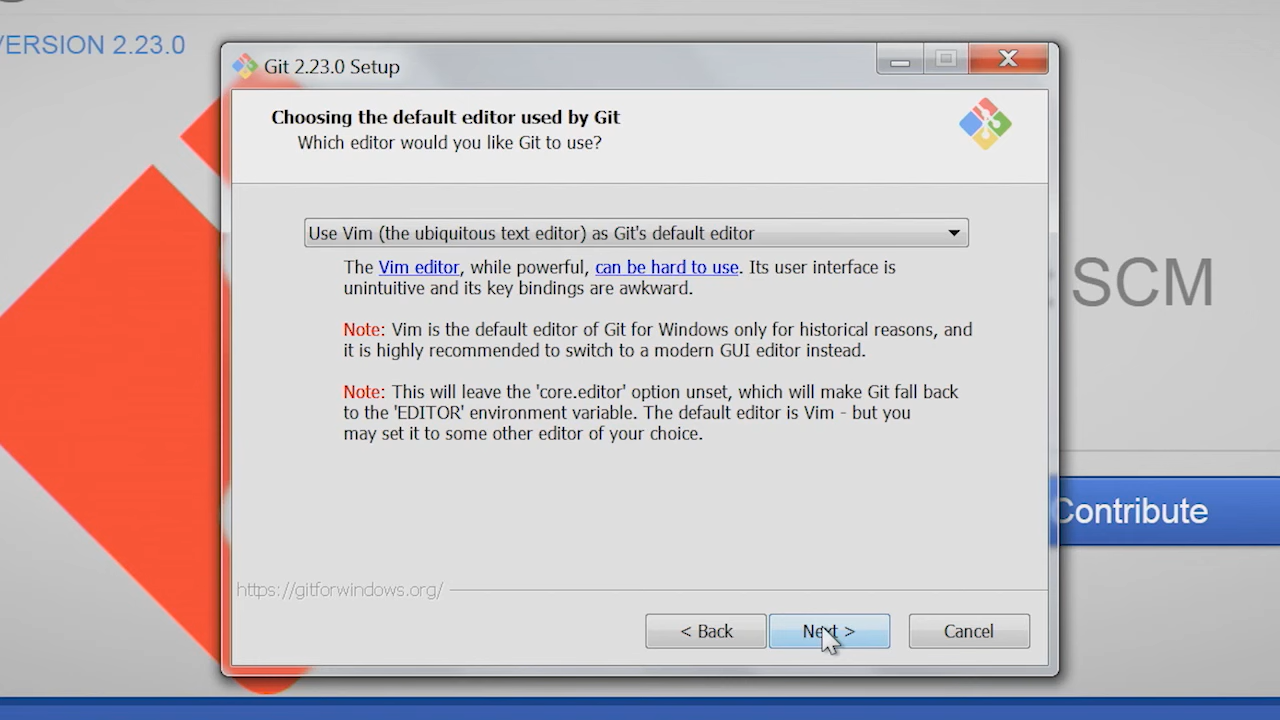 VERSION 2.23.0
Git 2.23.0 Setup
Choosing the default editor used by Git
Which editor would you like Git to use?
Use Vim (the ubiquitous text editor) as Git's default editor
The Vim editor, while powerful, can be hard to use. Its user interface is
unintuitive and its key bindings are awkward.
Note: Vim is the default editor of Git for Windows only for historical reasons, and
it is highly recommended to switch to a modern GUI editor instead.
Note: This will leave the 'core.editor' option unset, which will make Git fall back
to the 'EDITOR' environment variable. The default editor is Vim - but you
may set it to some other editor of your choice.
SCM
Contribute
https://gitforwindows.org/
< Back
Next >
Cancel